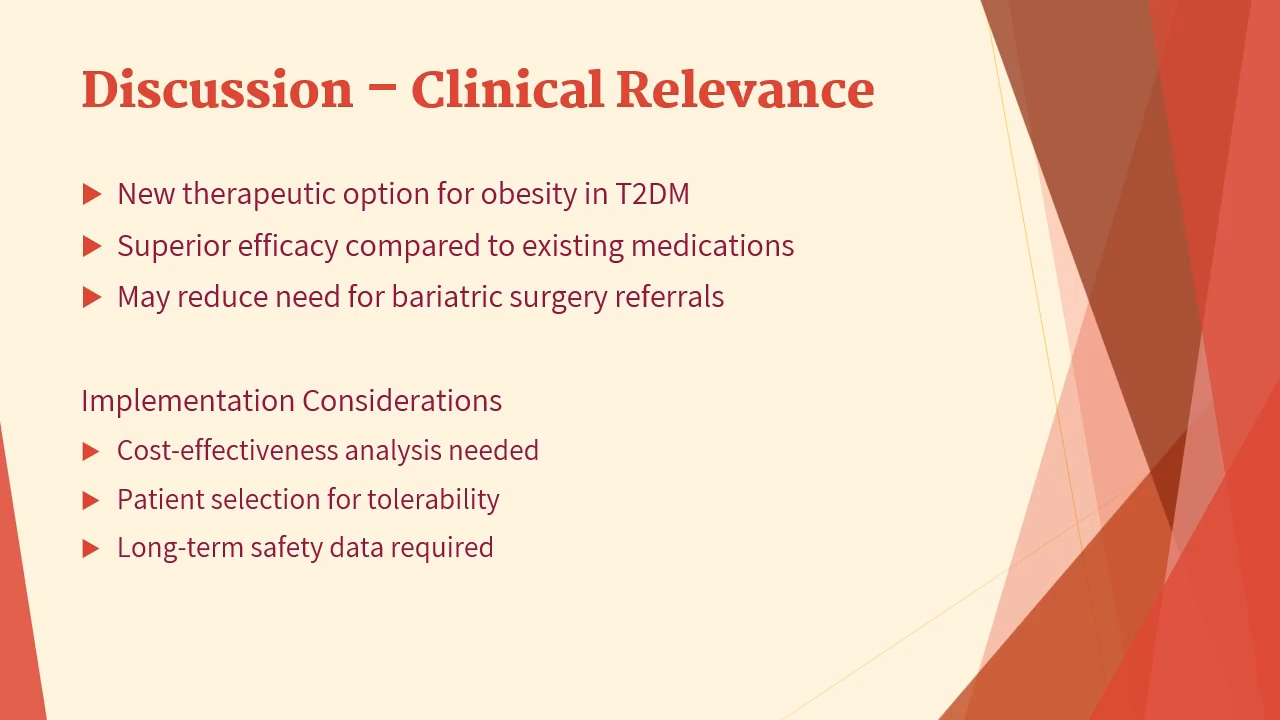 Discussion – Clinical Relevance
New therapeutic option for obesity in T2DM
Superior efficacy compared to existing medications
May reduce need for bariatric surgery referrals
Implementation Considerations
Cost-effectiveness analysis needed
Patient selection for tolerability
Long-term safety data required